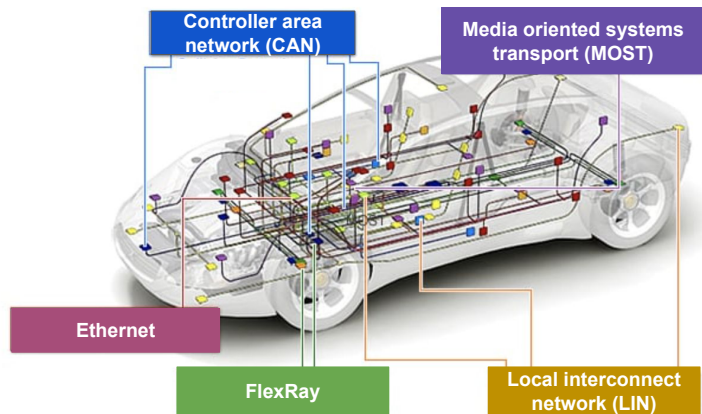 Controller area
network (CAN)
Media oriented systems
transport (MOST)
Ethernet
FlexRay
Local interconnect
network (LIN)